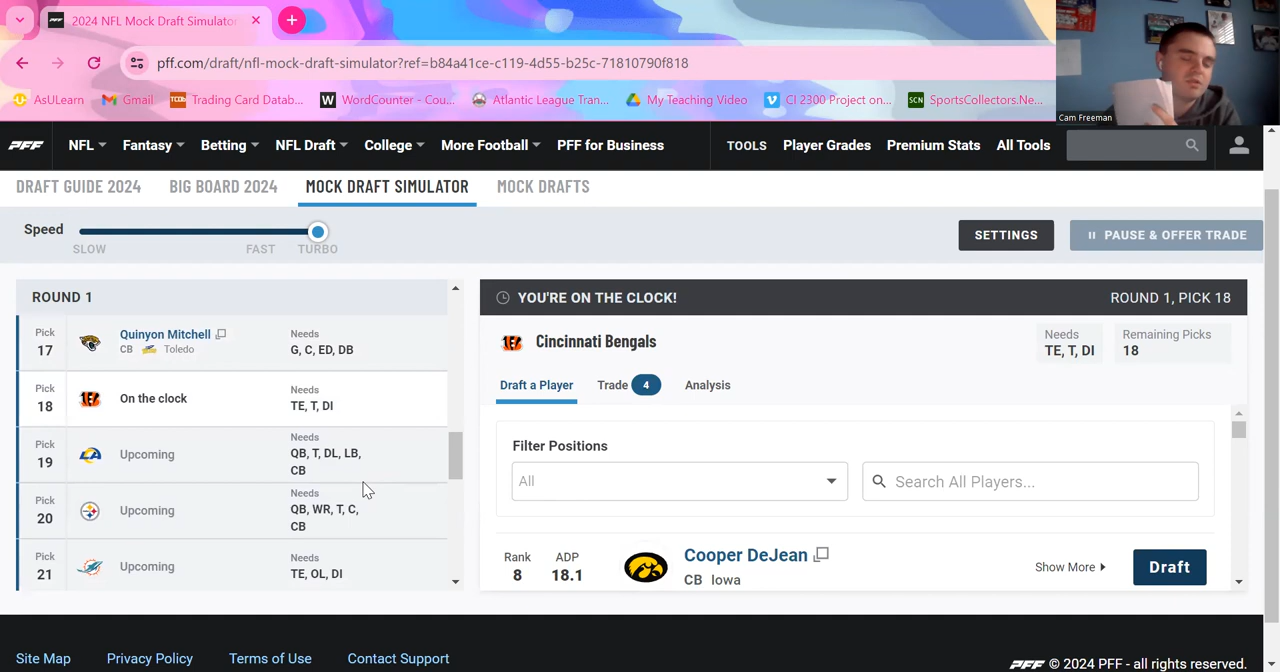 2024 NFL Mock Draft Simulator
pff.com/draft/nfl-mock-draft-simulator?ref=b84a41ce-c119-4d55-b25c-71810790f818
AsULearn
Gmail
Trading Card Datab...
WordCounter - Cou...
Atlantic League Tran...
My Teaching Video
CI 2300 Project on...
SCN SportsCollectors.Ne...
Cam Freeman
PFF NFL Fantasy Betting NFL Draft College More Football PFF for Business TOOLS Player Grades Premium Stats All Tools
DRAFT GUIDE 2024 BIG BOARD 2024 MOCK DRAFT SIMULATOR MOCK DRAFTS
Speed
SLOW FAST TURBO
SETTINGS
PAUSE & OFFER TRADE
ROUND 1
Pick 17
Quinyon Mitchell
CB Toledo
Needs
G, C, ED, DB
Pick 18
On the clock
Needs
TE, T, DI
Pick 19
Upcoming
Needs
QB, T, DL, LB,
CB
Pick 20
Upcoming
Needs
QB, WR, T, C,
CB
Pick 21
Upcoming
Needs
TE, OL, DI
YOU'RE ON THE CLOCK! ROUND 1, PICK 18
Cincinnati Bengals
Needs
TE, T, DI
Remaining Picks
18
Draft a Player Trade 4 Analysis
Filter Positions
All
Search All Players...
Rank
8
ADP
18.1
Cooper DeJean
CB Iowa
Show More
Draft
Site Map Privacy Policy Terms of Use Contact Support
PFF © 2024 PFF - all rights reserved.